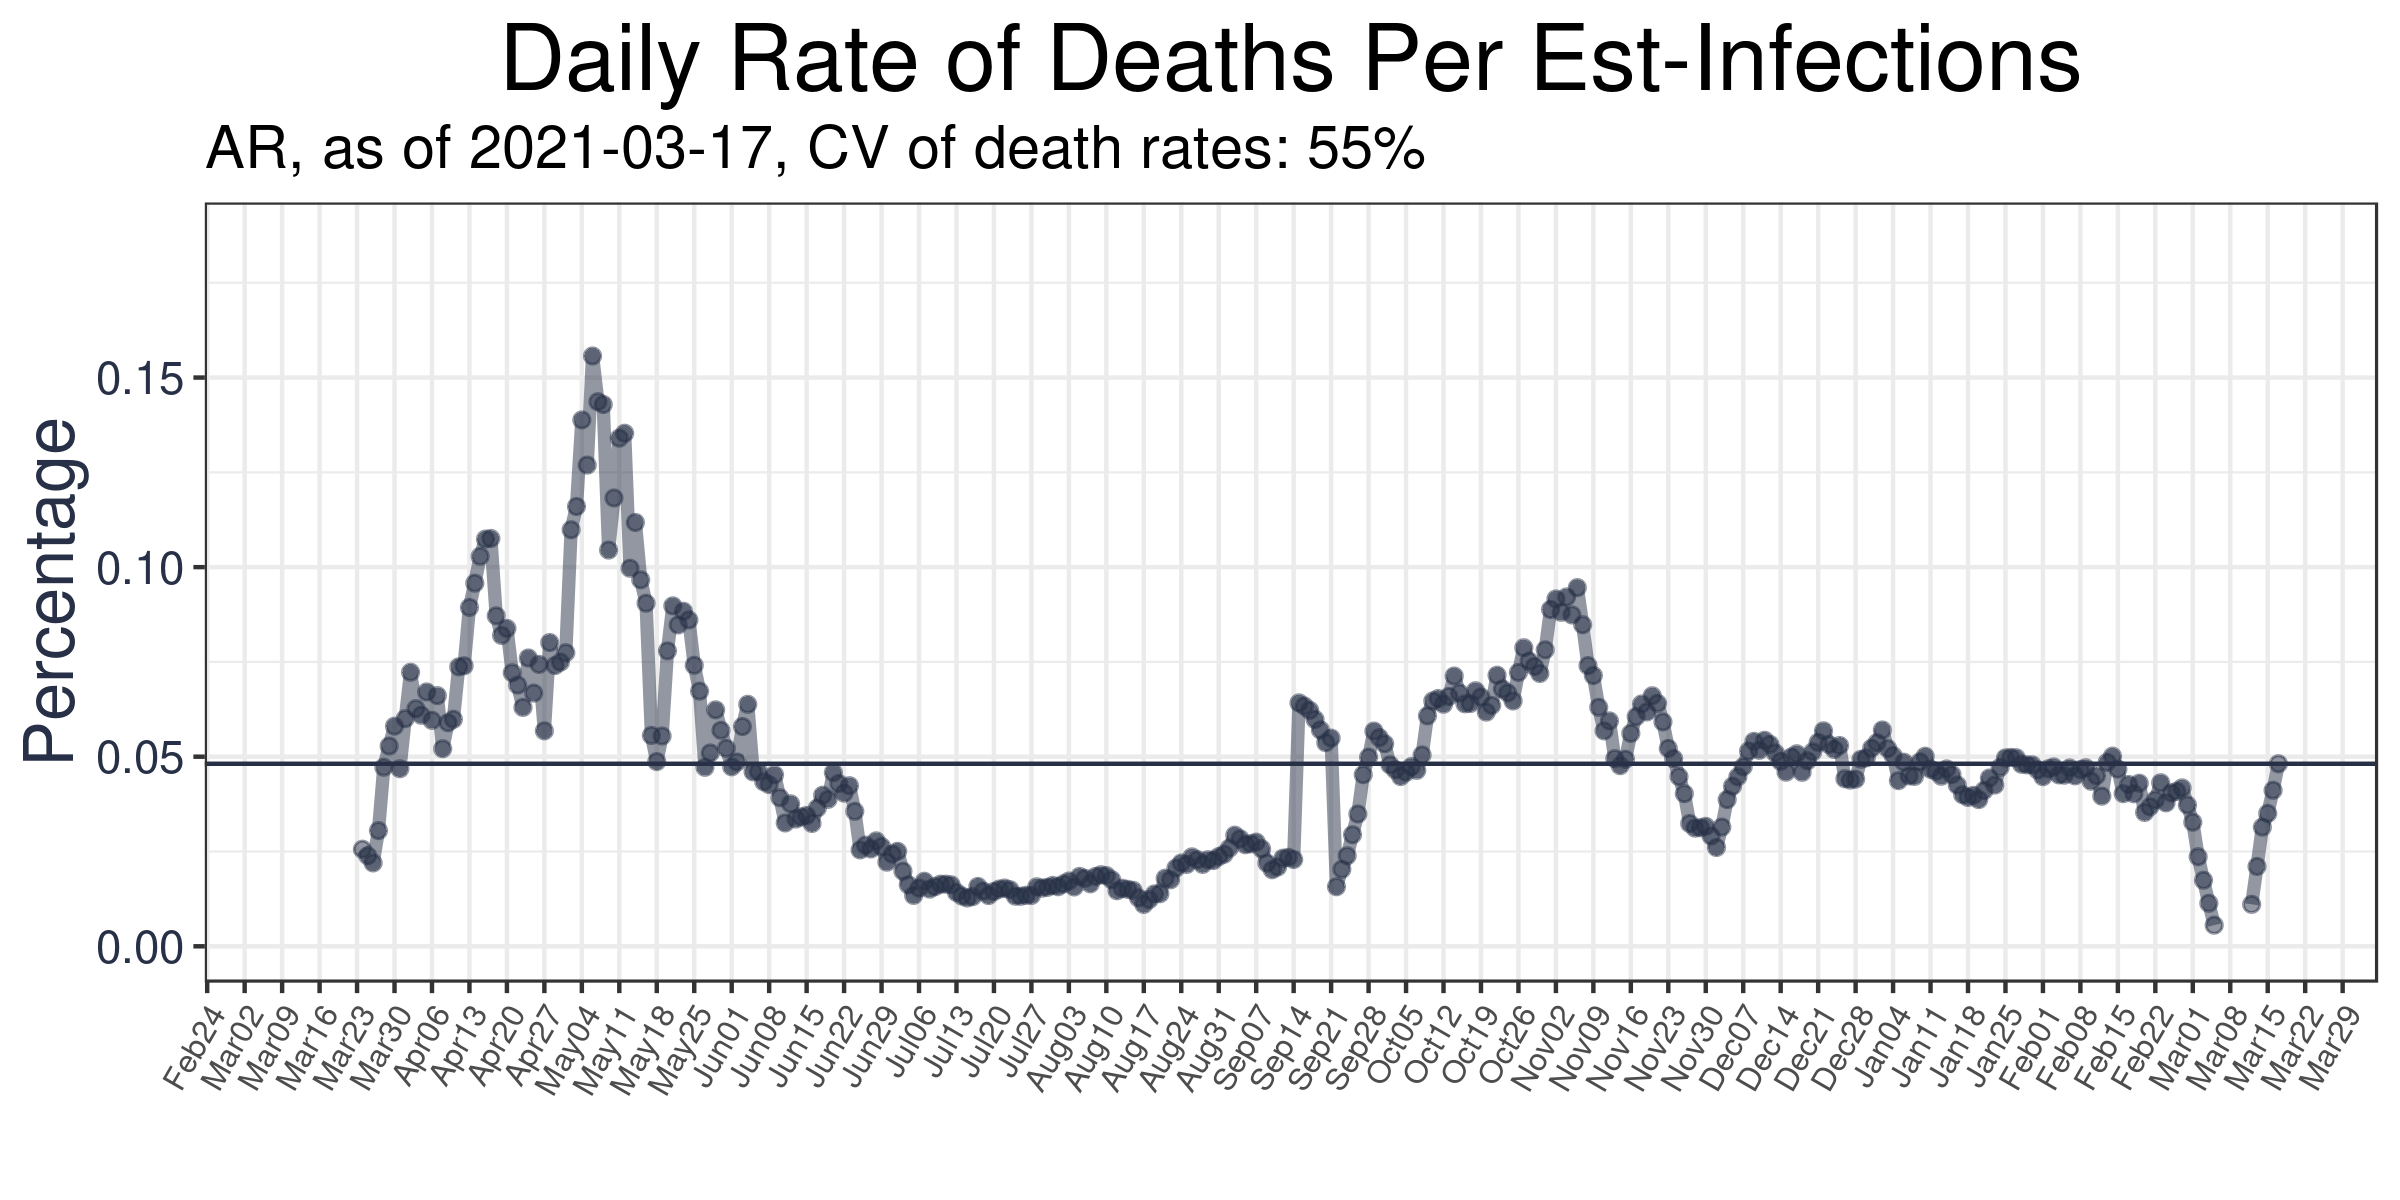 Daily Rate of Deaths Per Est-Infections
AR, as of 2021-03-17, CV of death rates: 55%
Percentage
0.15
0.10
0.05
0.00
Feb24
Mar02
Mar09
Mar16
Mar23
Mar30
Apr06
Apr13
Apr20
Apr27
May04
May11
May18
May25
Jun01
Jun08
Jun15
Jun22
Jun29
Jul06
Jul13
Jul20
Jul27
Aug03
Aug10
Aug17
Aug24
Aug31
Sep07
Sep14
Sep21
Sep28
Oct05
Oct12
Oct19
Oct26
Nov02
Nov09
Nov16
Nov23
Nov30
Dec07
Dec14
Dec21
Dec28
Jan04
Jan11
Jan18
Jan25
Feb01
Feb08
Feb15
Feb22
Mar01
Mar08
Mar15
Mar22
Mar29